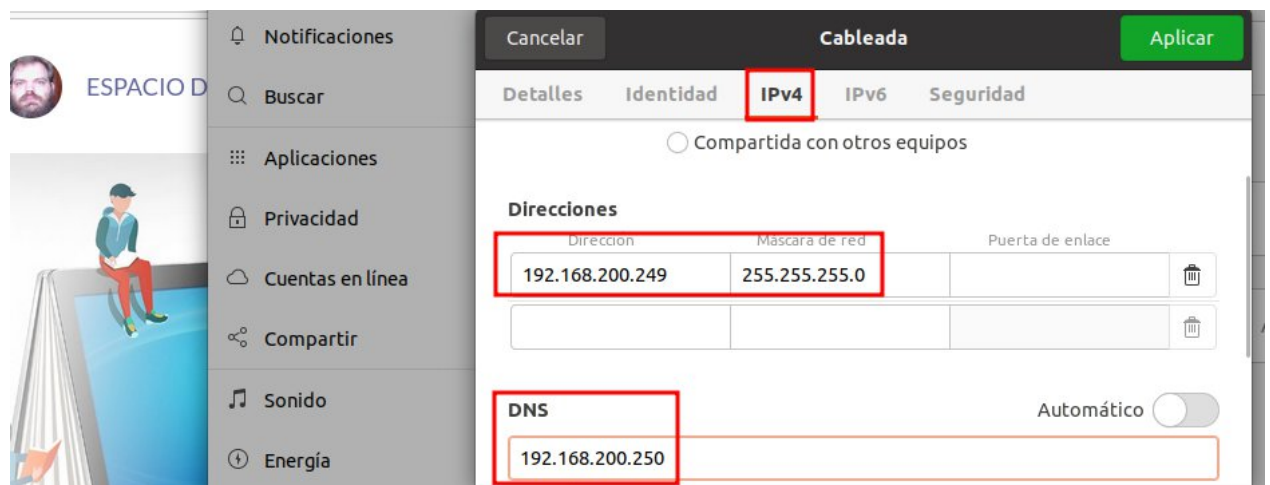 Notificaciones
Buscar
Aplicaciones
Privacidad
Cuentas en línea
Compartir
Sonido
Energía
ESPACIO D
Cancelar Cableada Aplicar
Detalles Identidad IPv4 IPv6 Seguridad
Compartida con otros equipos
Direcciones
Dirección Máscara de red Puerta de enlace
192.168.200.249 255.255.255.0
DNS Automático
192.168.200.250